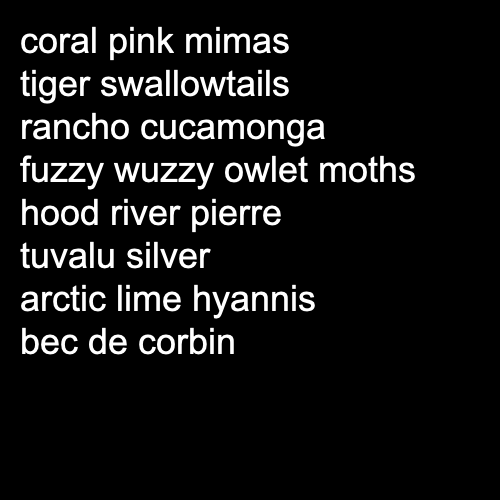 coral pink mimas
tiger swallowtails
rancho cucamonga
fuzzy wuzzy owlet moths
hood river pierre
tuvalu silver
arctic lime hyannis
bec de corbin